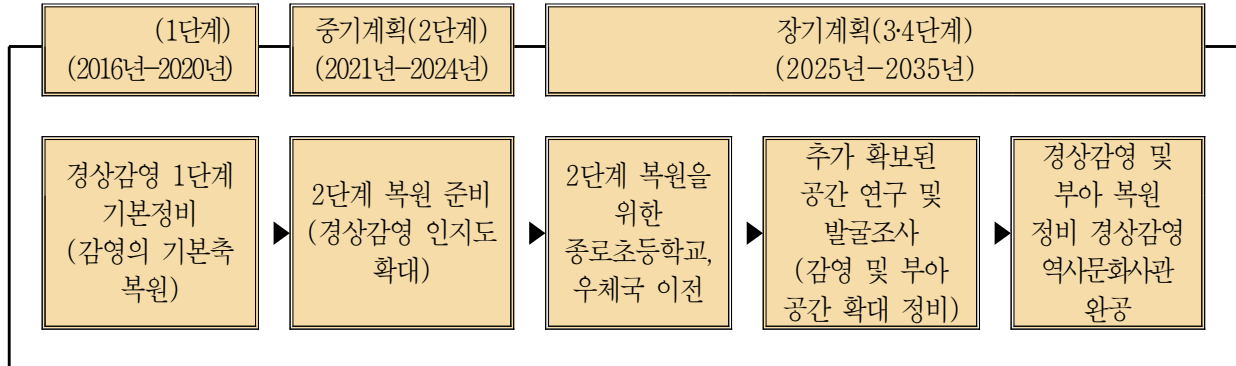 (1단계)
(2016년-2020년)
중기계획(2단계)
(2021년-2024년)
장기계획(3·4단계)
(2025년-2035년)
경상감영 1단계
기본정비
(감영의 기본축
복원)
2단계 복원 준비
(경상감영 인지도
확대)
2단계 복원을
위한
종로초등학교,
우체국 이전
추가 확보된
공간 연구 및
발굴조사
(감영 및 부아
공간 확대 정비)
경상감영 및
부아 복원
정비 경상감영
역사문화사관
완공